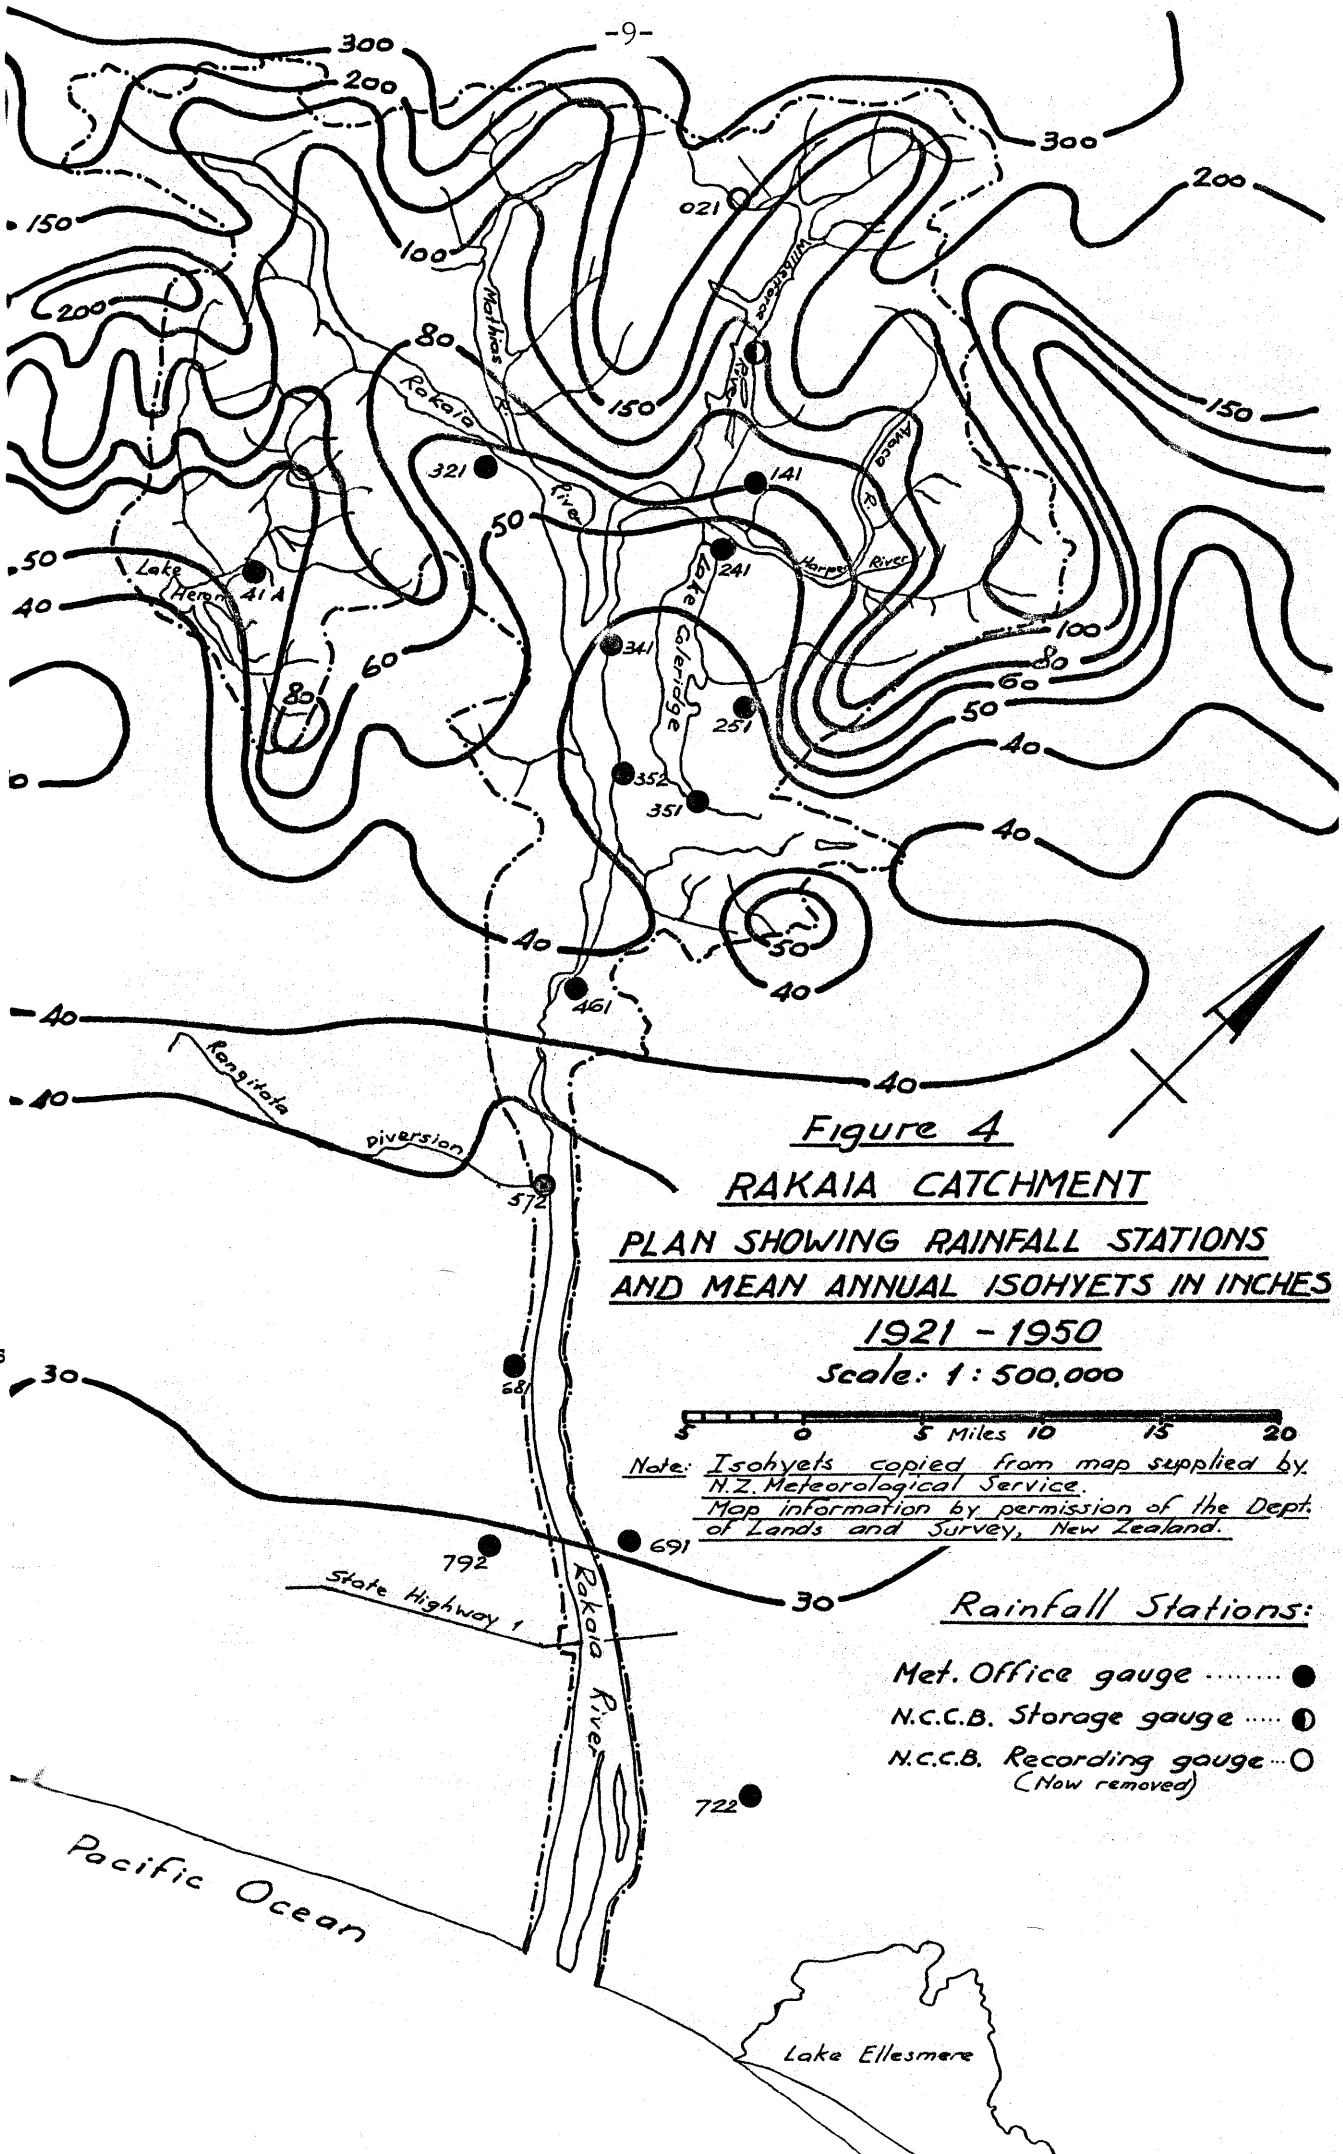 -9-
300
200
300
200
021
150
100
Wilberforce
River
200
Mathias
R.
80
Rakaia
River
150
150
Avoca
R.
321
141
50
50
Lake
Heron
41A
241
Harper River
40
Lake Coleridge
341
100
80
60
60
80
251
50
40
352
351
40
40
50
40
461
40
40
Rangitata
Diversion
40
572
Figure 4
RAKAIA CATCHMENT
PLAN SHOWING RAINFALL STATIONS
AND MEAN ANNUAL ISOHYETS IN INCHES
1921 - 1950
Scale: 1 : 500,000
5 0 5 Miles 10 15 20
Note: Isohyets copied from map supplied by
N.Z. Meteorological Service.
Map information by permission of the Dept.
of Lands and Survey, New Zealand.
30
681
792
691
State Highway 1
30
Rakaia River
Rainfall Stations:
Met. Office gauge ........
N.C.C.B. Storage gauge .....
N.C.C.B. Recording gauge ...
(Now removed)
722
Pacific Ocean
Lake Ellesmere